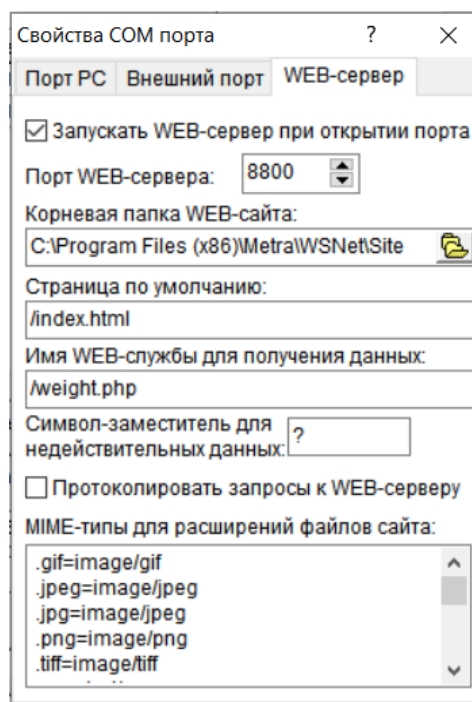 Свойства COM порта ?
Порт PC Внешний порт WEB-сервер
Запускать WEB-сервер при открытии порта
Порт WEB-сервера: 8800
Корневая папка WEB-сайта:
C:\Program Files (x86)\Metra\WSNet\Site
Страница по умолчанию:
/index.html
Имя WEB-службы для получения данных:
/weight.php
Символ-заместитель для
недействительных данных: ?
Протоколировать запросы к WEB-серверу
MIME-типы для расширений файлов сайта:
.gif=image/gif
.jpeg=image/jpeg
.jpg=image/jpeg
.png=image/png
.tiff=image/tiff